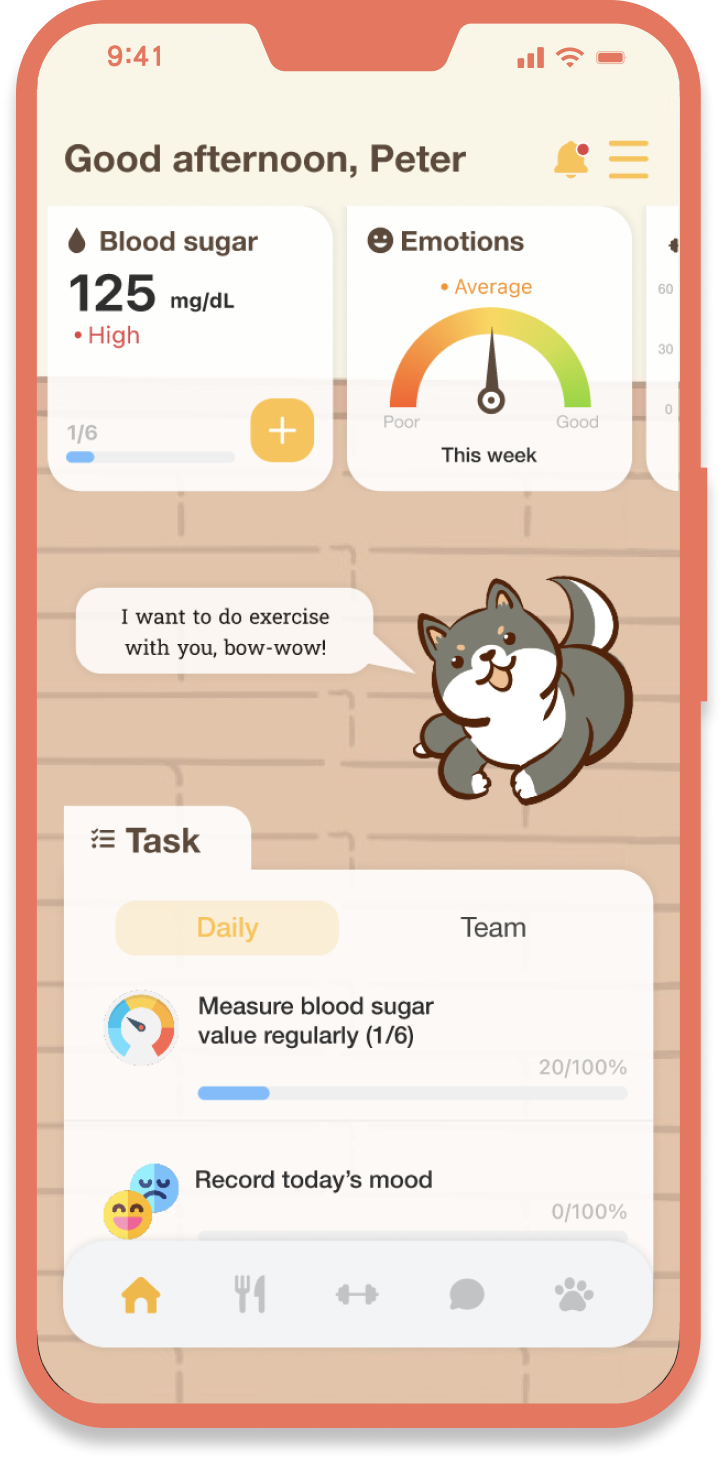 9:41
Good afternoon, Peter
Blood sugar
125 mg/dL
• High
1/6
Emotions
• Average
Poor
Good
This week
60
30
0
I want to do exercise
with you, bow-wow!
Task
Daily
Team
Measure blood sugar
value regularly (1/6)
20/100%
Record today’s mood
0/100%